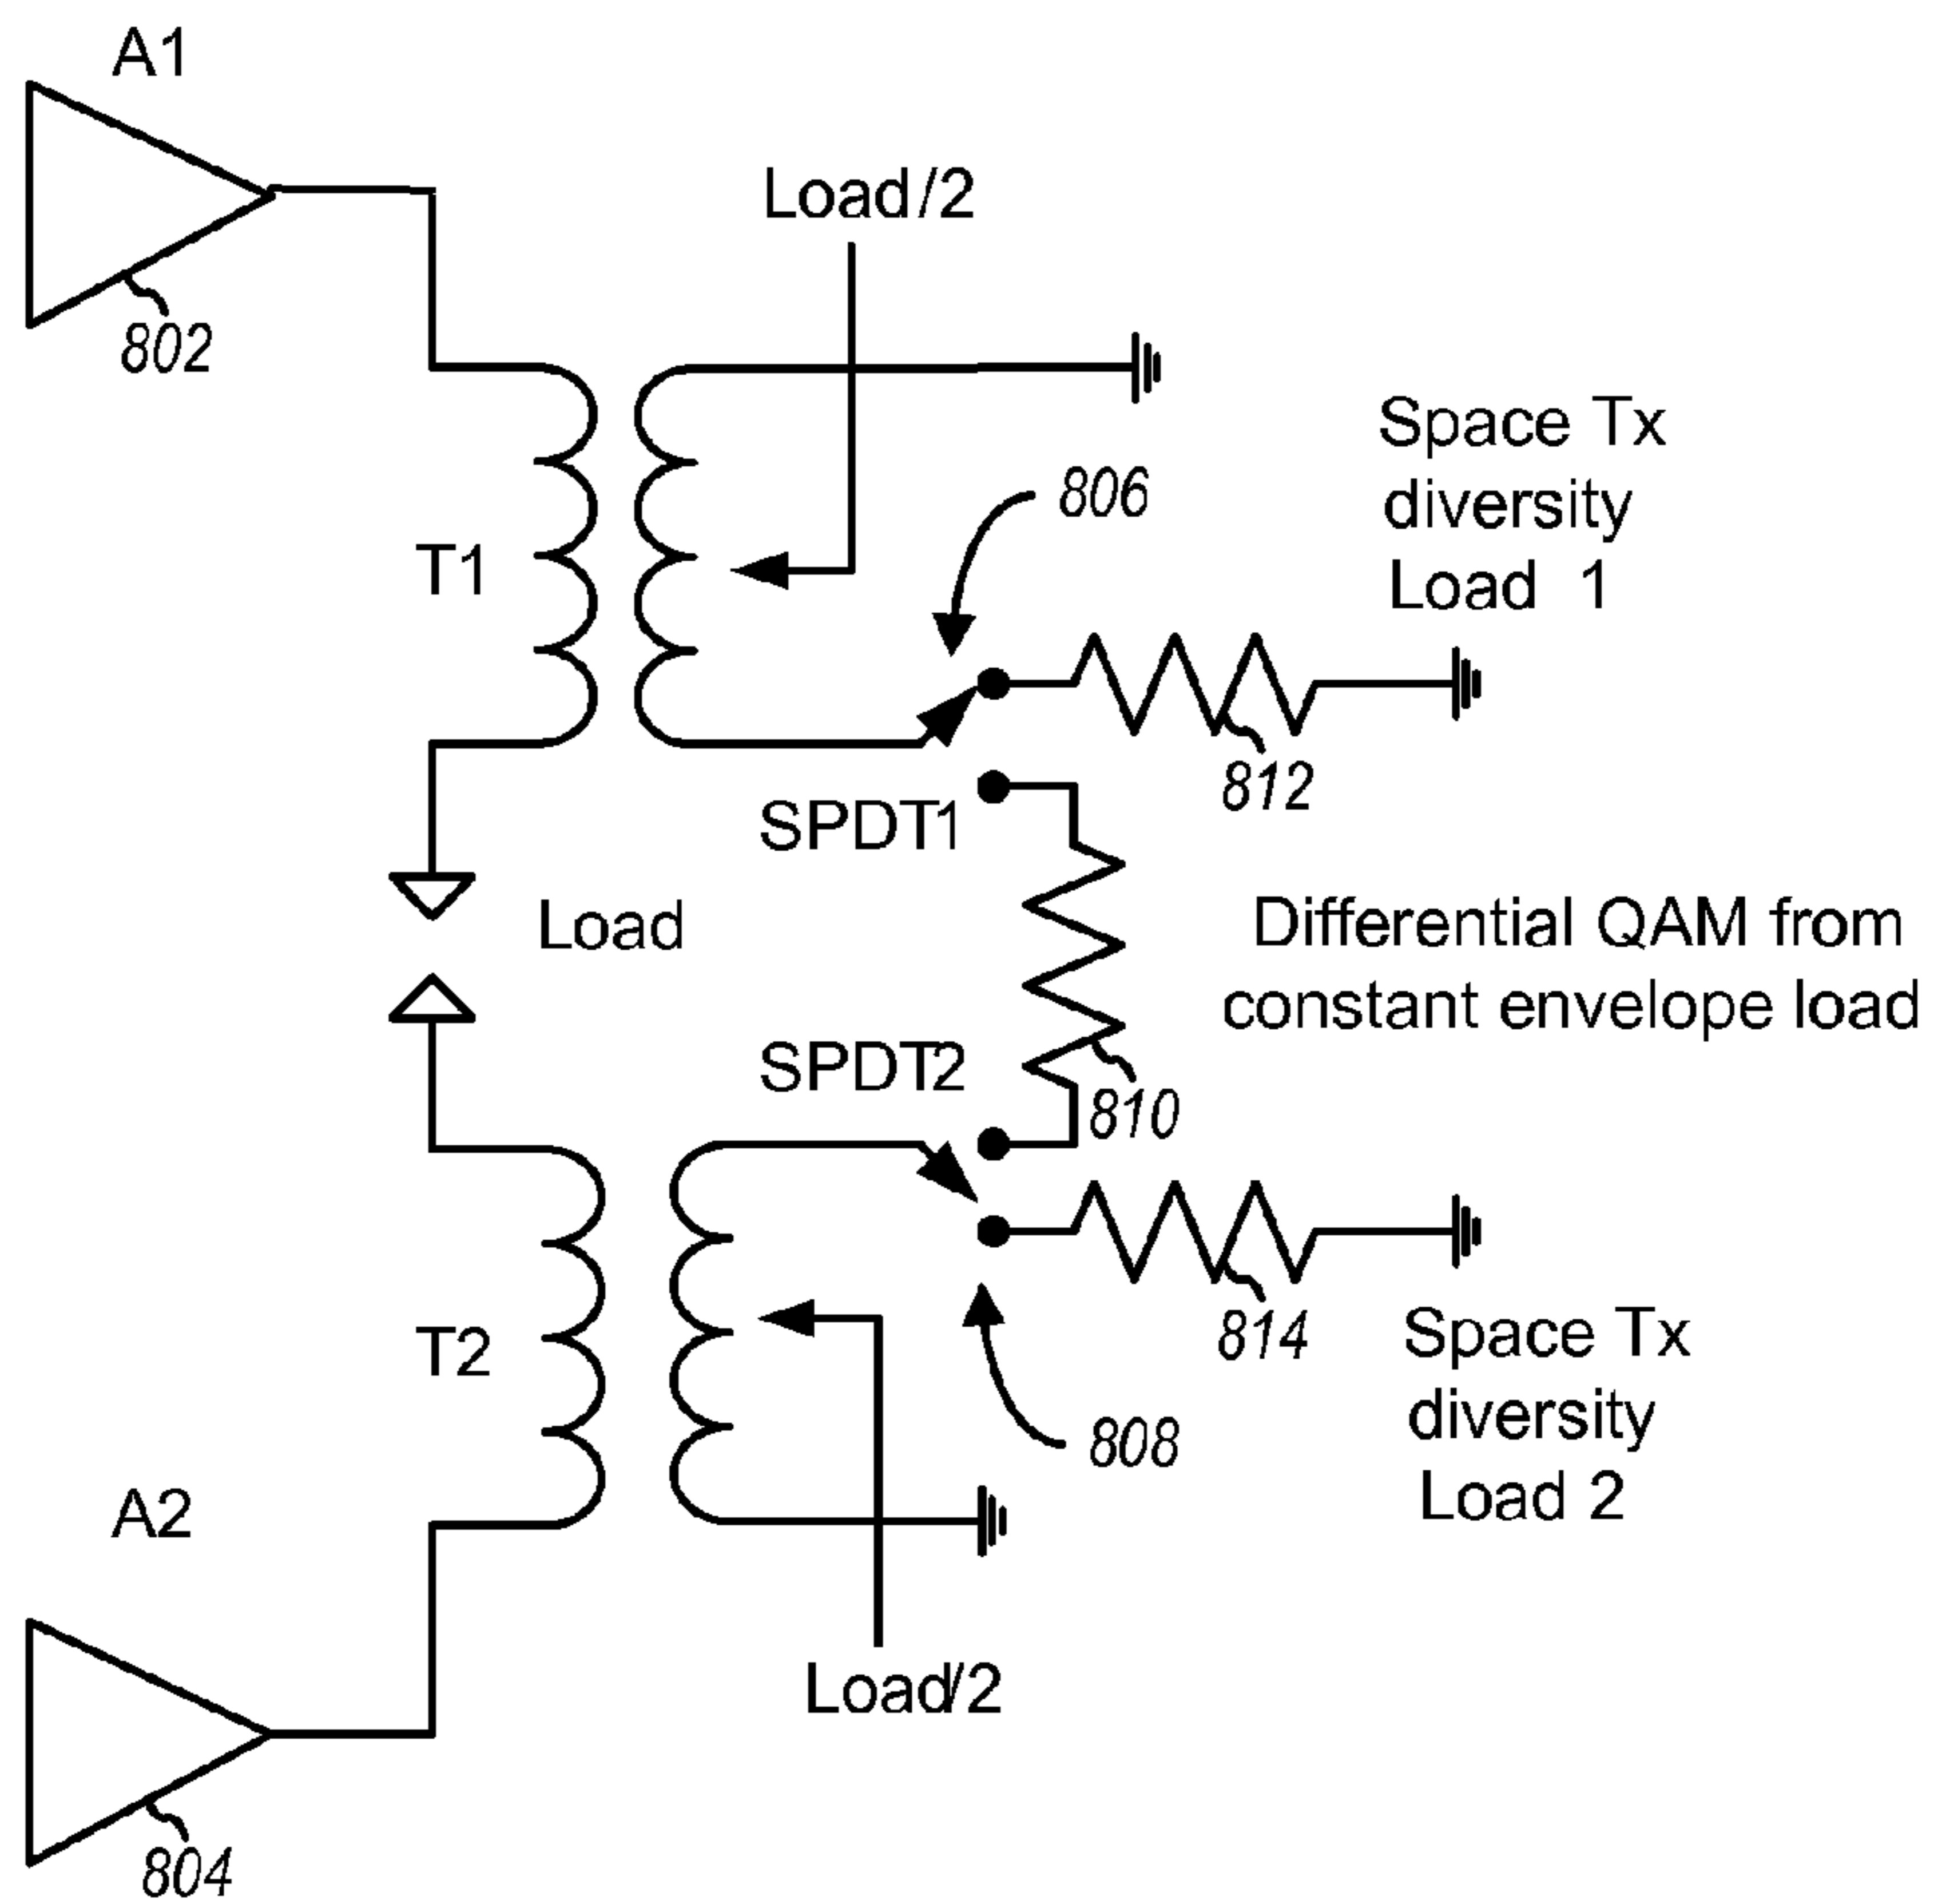 A1
802
Load/2
T1
806
Space Tx
diversity
Load 1
812
SPDT1
Load
Differential QAM from
constant envelope load
SPDT2
810
814
T2
Space Tx
diversity
Load 2
808
A2
Load/2
804